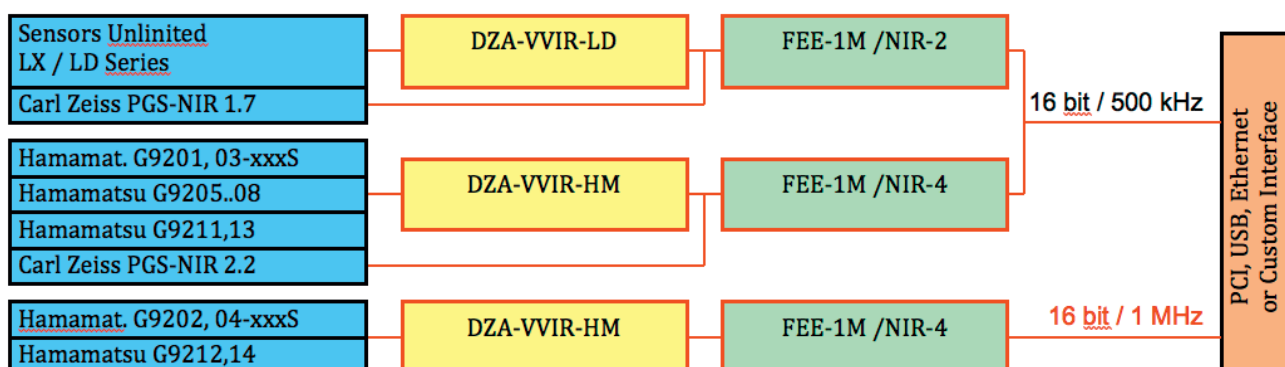 Sensors Unlinited
LX / LD Series
Carl Zeiss PGS-NIR 1.7
DZA-VVIR-LD
FEE-1M /NIR-2
16 bit / 500 kHz
Hamamat. G9201, 03-xxxS
Hamamatsu G9205..08
Hamamatsu G9211,13
Carl Zeiss PGS-NIR 2.2
DZA-VVIR-HM
FEE-1M /NIR-4
Hamamat. G9202, 04-xxxS
Hamamatsu G9212,14
DZA-VVIR-HM
FEE-1M /NIR-4
16 bit / 1 MHz
PCI, USB, Ethernet
or Custom Interface